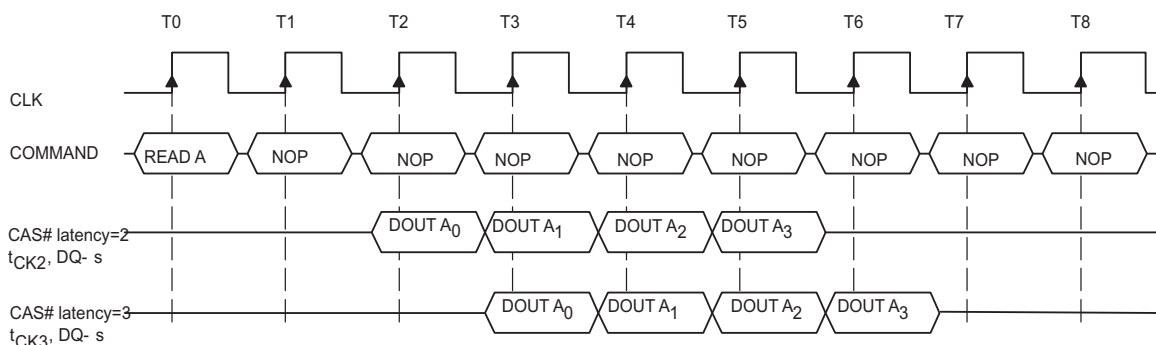 T0 T1 T2 T3 T4 T5 T6 T7 T8
CLK
COMMAND READ A NOP NOP NOP NOP NOP NOP NOP NOP
DOUT A0 DOUT A1 DOUT A2 DOUT A3
CAS# latency=2
tCK2, DQ- s
DOUT A0 DOUT A1 DOUT A2 DOUT A3
CAS# latency=3
tCK3, DQ- s